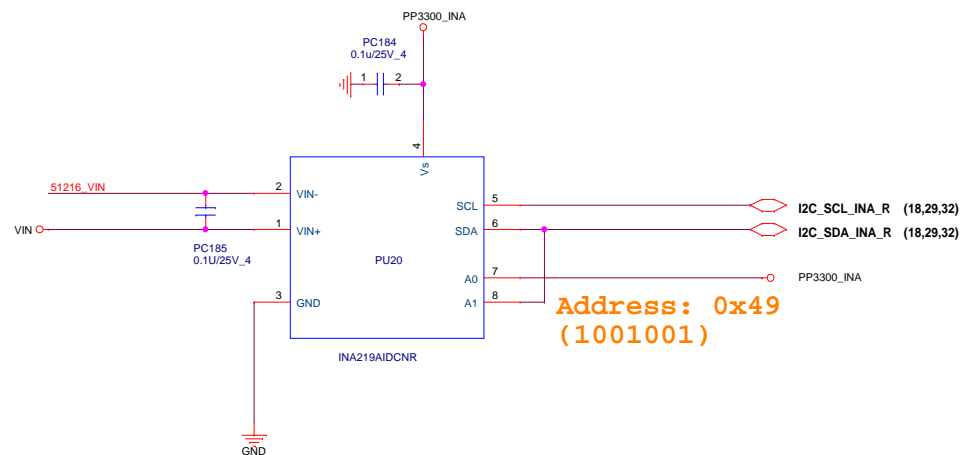 PP3300_INA
PC184
0.1u/25V_4
1 2
4
Vs
51216_VIN 2 VIN-
SCL 5 I2C_SCL_INA_R (18,29,32)
VIN 1 VIN+
SDA 6 I2C_SDA_INA_R (18,29,32)
PC185
0.1U/25V_4
PU20
A0 7 PP3300_INA
3 GND
A1 8
Address: 0x49
(1001001)
INA219AIDCNR
GND